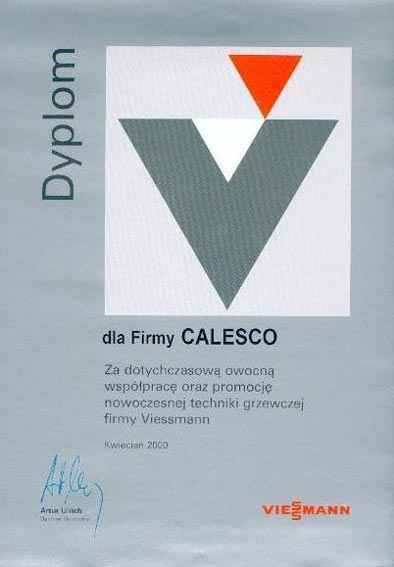 Dyplom
dla Firmy CALESCO
Za dotychczasową owocną
współpracę oraz promocję
nowoczesnej techniki grzewczej
firmy Viessmann
Kwiecień 2000
Artur Ulrich
VIESSMANN